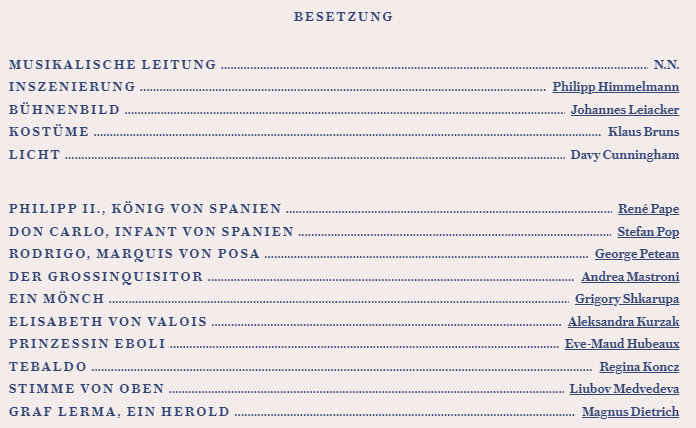 BESETZUNG
MUSIKALISCHE LEITUNG N.N.
INSZENIERUNG Philipp Himmelmann
BÜHNENBILD Johannes Leiacker
KOSTÜME Klaus Bruns
LICHT Davy Cunningham
PHILIPP II., KÖNIG VON SPANIEN René Pape
DON CARLO, INFANT VON SPANIEN Stefan Pop
RODRIGO, MARQUIS VON POSA George Petean
DER GROSSINQUISITOR Andrea Mastroni
EIN MÖNCH Grigory Shkarupa
ELISABETH VON VALOIS Aleksandra Kurzak
PRINZESSIN EBOLI Eve-Maud Hubeaux
TEBALDO Regina Koncz
STIMME VON OBEN Liubov Medvedeva
GRAF LERMA, EIN HEROLD Magnus Dietrich